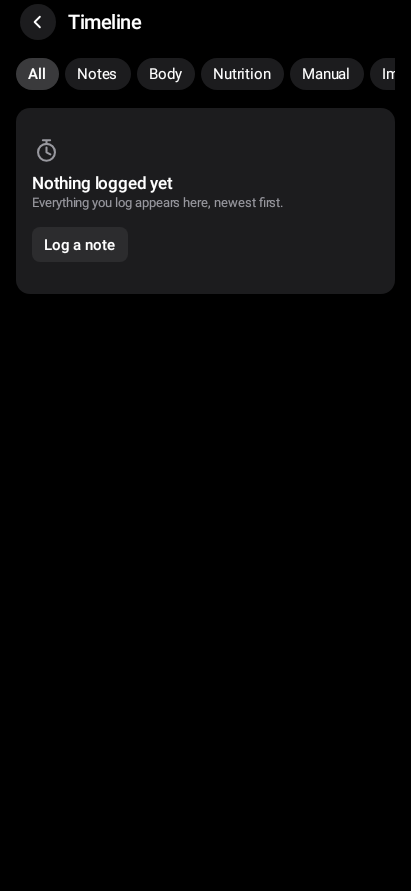 Timeline
All Notes Body Nutrition Manual
Nothing logged yet
Everything you log appears here, newest first.
Log a note